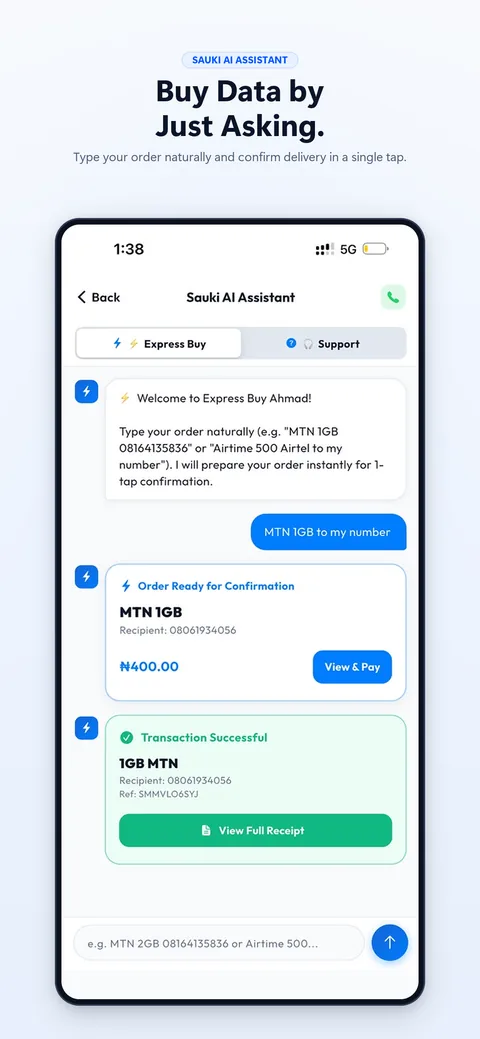 SAUKI AI ASSISTANT
Buy Data by
Just Asking.
Type your order naturally and confirm delivery in a single tap.
1:38
5G
Back
Sauki AI Assistant
⚡ Express Buy
Support
⚡ Welcome to Express Buy Ahmad!
Type your order naturally (e.g. "MTN 1GB
08164135836" or "Airtime 500 Airtel to my
number"). I will prepare your order instantly for 1-
tap confirmation.
MTN 1GB to my number
Order Ready for Confirmation
MTN 1GB
Recipient: 08061934056
₦400.00
View & Pay
Transaction Successful
1GB MTN
Recipient: 08061934056
Ref: SMMVLO6SYJ
View Full Receipt
e.g. MTN 2GB 08164135836 or Airtime 500...